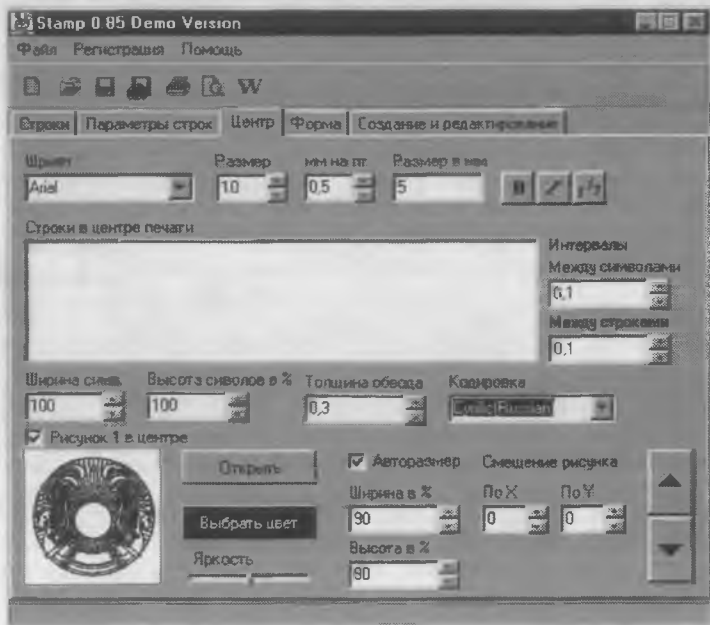 Stamp 0.85 Demo Version
Файл Регистрация Помощь
W
Строки Параметры строк Центр Форма Создание и редактирование
Шрифт Размер мм на пт Размер в мм
Arial 10 0,5 5
Строки в центре печати
Интервалы
Между символами
0,1
Между строками
0,1
Ширина симв. Высота сиволов в % Толщина обвода Кодировка
100 100 0,3 Cyrillic/Russian
Рисунок 1 в центре
Открыть Авторазмер Смещение рисунка
Ширина в % По X По Y
Выбрать цвет 90 0 0
Яркость Высота в %
90